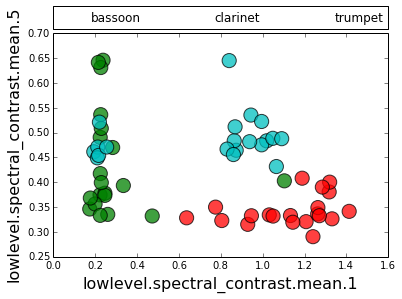 bassoon clarinet trumpet
0.70
0.65
0.60
0.55
0.50
0.45
0.40
0.35
0.30
0.25
lowlevel.spectral_contrast.mean.5
0.0 0.2 0.4 0.6 0.8 1.0 1.2 1.4 1.6
lowlevel.spectral_contrast.mean.1